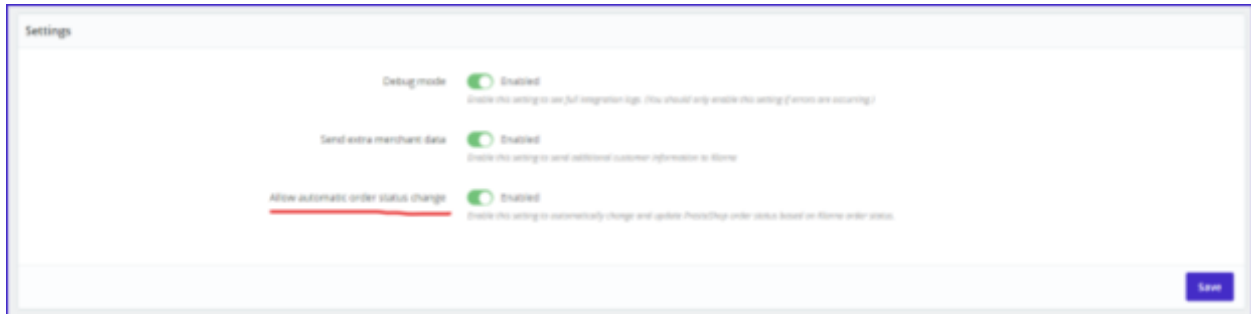 Settings
Debug mode
Enabled
Enable this setting to see full integration logs. (You should only enable this setting if errors are occurring.)
Send extra merchant data
Enabled
Enable this setting to send additional customer information to
Allow automatic order status change
Enabled
Enable this setting to automatically change and update PrestaShop order status based on order status.
Save